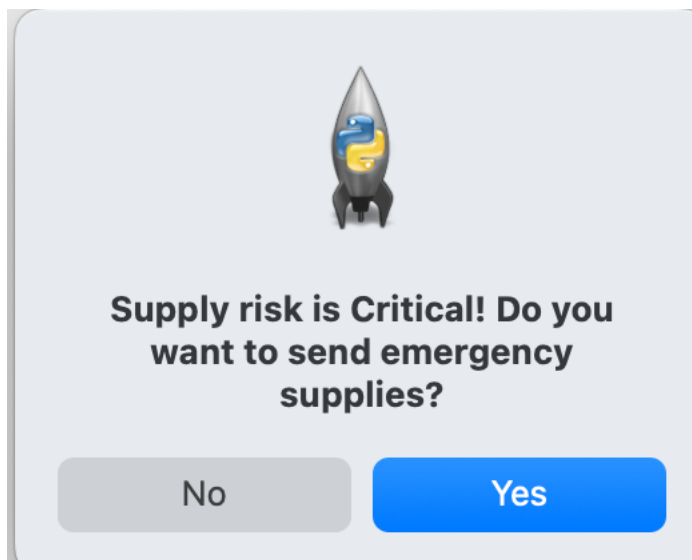 Supply risk is Critical! Do you
want to send emergency
supplies?
No
Yes